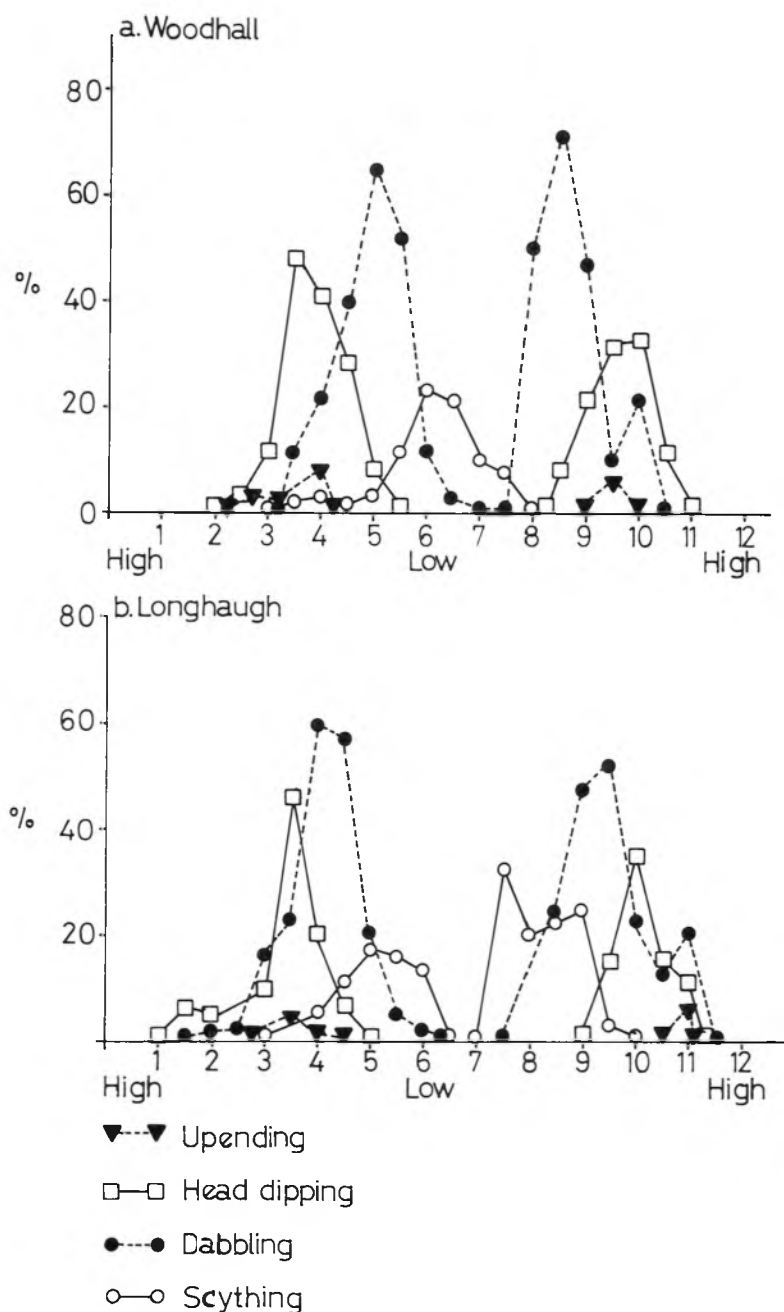 a. Woodhall
80
60
%
40
20
0
1 2 3 4 5 6 7 8 9 10 11 12
High Low High
b. Longhaugh
80
60
%
40
20
1 2 3 4 5 6 7 8 9 10 11 12
High Low High
Upending
Head dipping
Dabbling
Scything